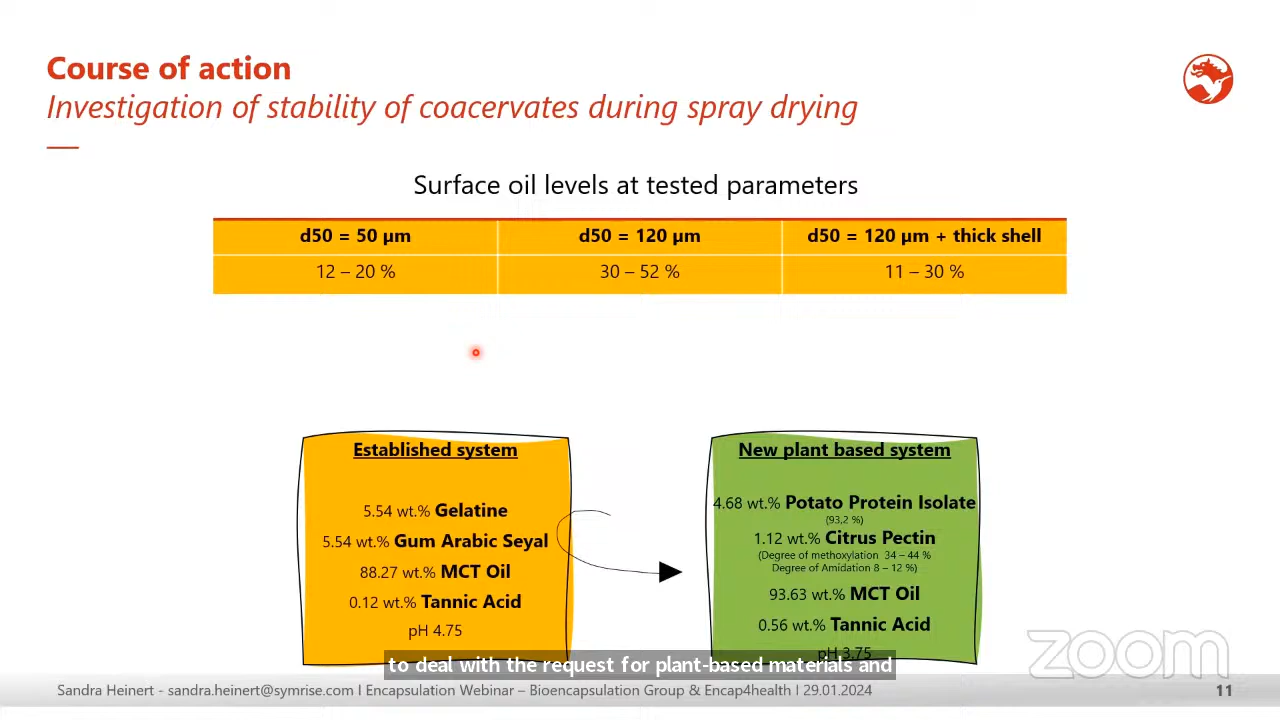 Course of action
Investigation of stability of coacervates during spray drying
Surface oil levels at tested parameters
d50 = 50 µm
d50 = 120 µm
d50 = 120 µm + thick shell
12 – 20 %
30 – 52 %
11 – 30 %
Established system
5.54 wt.% Gelatine
5.54 wt.% Gum Arabic Seyal
88.27 wt.% MCT Oil
0.12 wt.% Tannic Acid
pH 4.75
New plant based system
4.68 wt.% Potato Protein Isolate
(93,2 %)
1.12 wt.% Citrus Pectin
(Degree of methoxylation 34 – 44 %
Degree of Amidation 8 – 12 %)
93.63 wt.% MCT Oil
0.56 wt.% Tannic Acid
pH 3.75
to deal with the request for plant-based materials and
zoom
Sandra Heinert - sandra.heinert@symrise.com I Encapsulation Webinar – Bioencapsulation Group & Encap4health I 29.01.2024
11